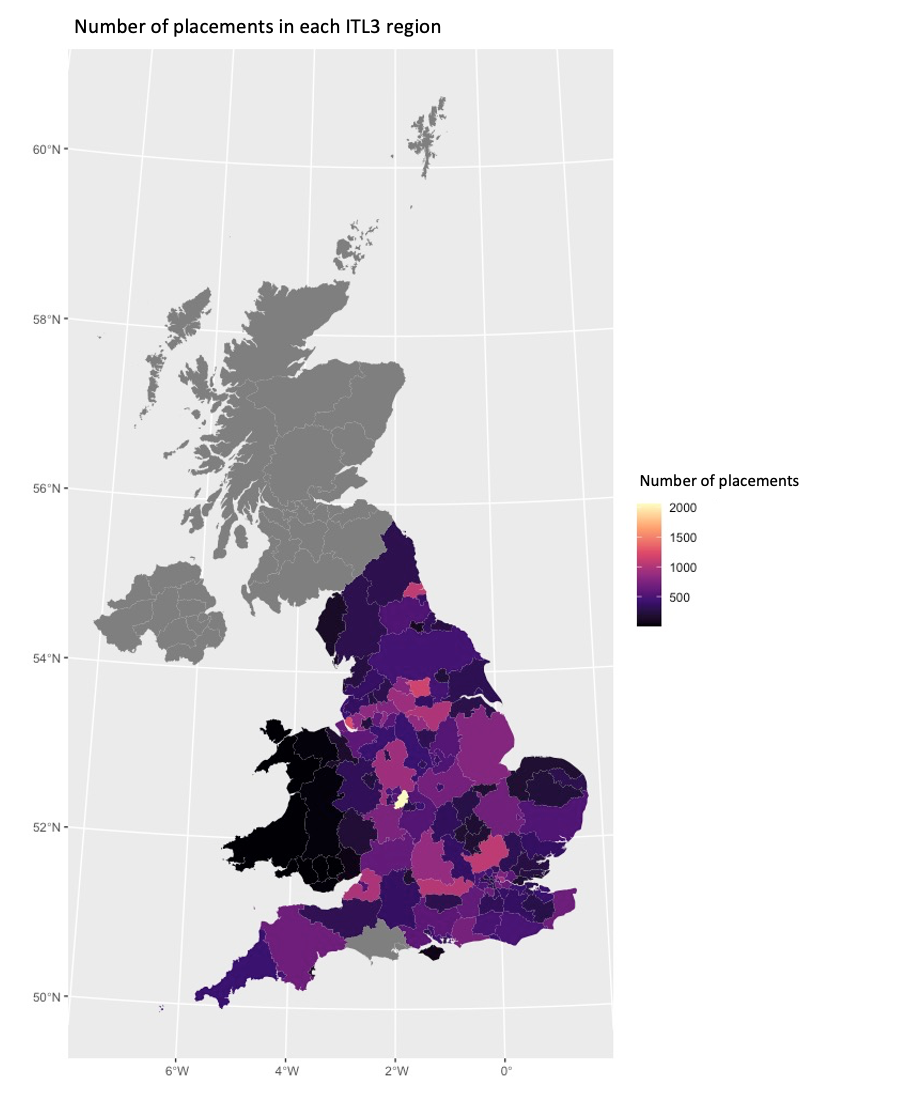 Number of placements in each ITL3 region
60°N
58°N
56°N
54°N
52°N
50°N
6°W
4°W
2°W
0°
Number of placements
2000
1500
1000
500